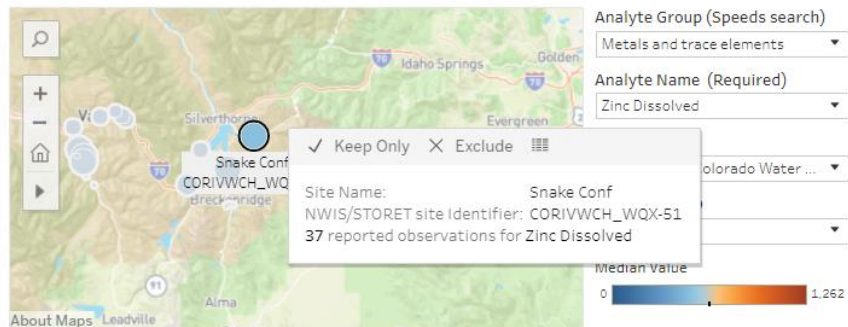 Analyte Group (Speeds search)
Metals and trace elements
Analyte Name (Required)
Zinc Dissolved
olorado Water ...
Median Value
0
1,262
70
Idaho Springs
Golden
70
Silverthorne
Evergreen
Snake Conf
CORIVWCH_WQ
70
Breckenridge
Keep Only
Exclude
Site Name: Snake Conf
NWIS/STORET site Identifier: CORIVWCH_WQX-51
37 reported observations for Zinc Dissolved
91
Alma
About Maps
Leadville